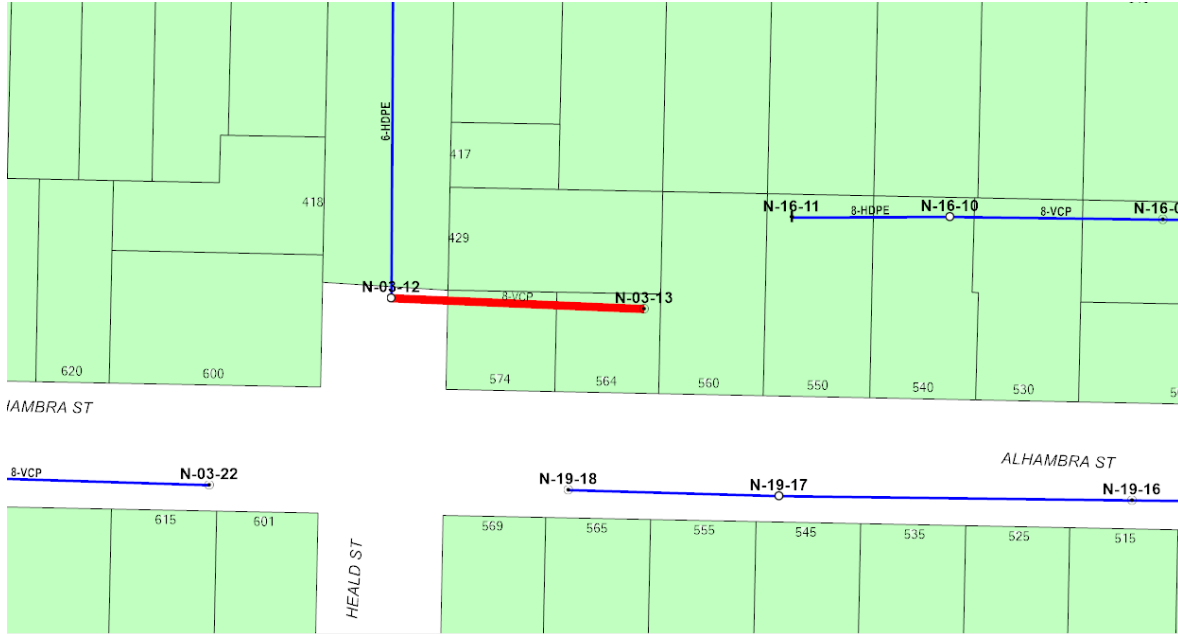 6-HDPE
417
418
N-16-11
8-HDPE
N-16-10
8-VCP
N-16-0
429
N-03-12
8-VCP
N-03-13
620
600
574
564
560
550
540
530
HAMBRA ST
ALHAMBRA ST
8-VCP
N-03-22
N-19-18
N-19-17
N-19-16
615
601
569
565
555
545
535
525
515
HEALD ST